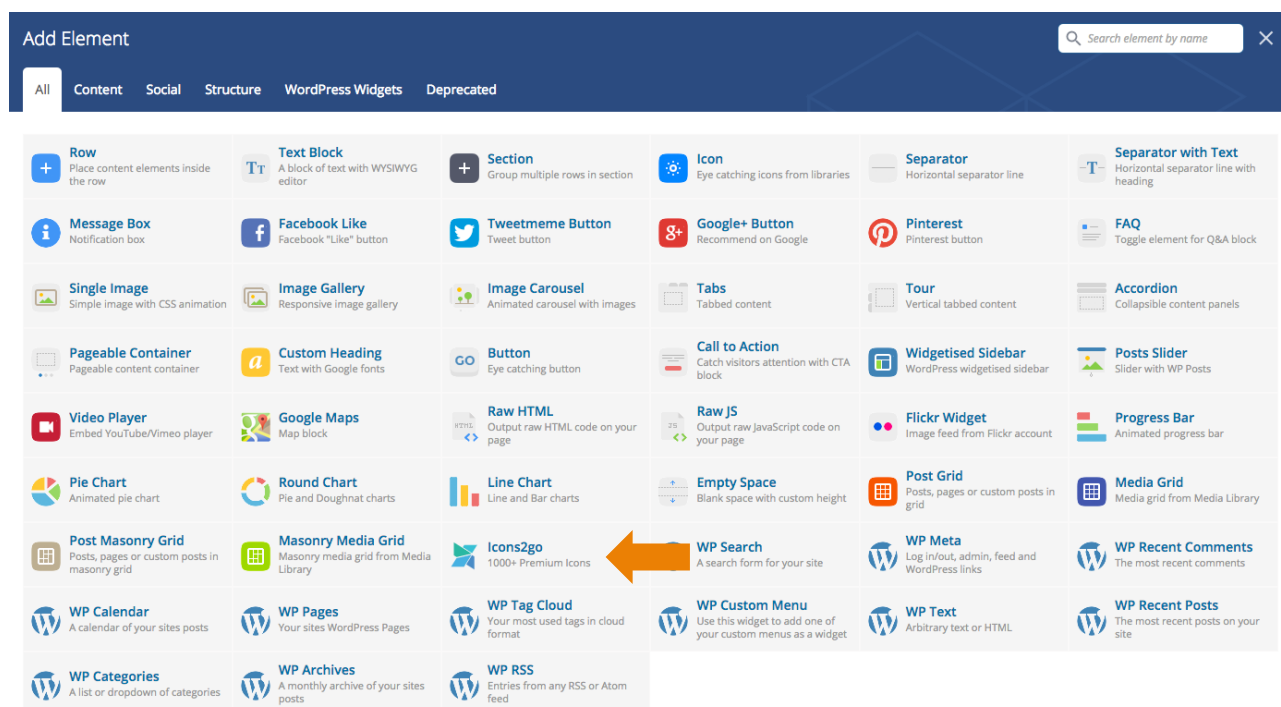 Add Element
Search element by name
All Content Social Structure WordPress Widgets Deprecated
Row
Place content elements inside
the row
Text Block
A block of text with WYSIWYG
editor
Section
Group multiple rows in section
Icon
Eye catching icons from libraries
Separator
Horizontal separator line
Separator with Text
Horizontal separator line with
heading
Message Box
Notification box
Facebook Like
Facebook "Like" button
Tweetmeme Button
Tweet button
Google+ Button
Recommend on Google
Pinterest
Pinterest button
FAQ
Toggle element for Q&A block
Single Image
Simple image with CSS animation
Image Gallery
Responsive image gallery
Image Carousel
Animated carousel with images
Tabs
Tabbed content
Tour
Vertical tabbed content
Accordion
Collapsible content panels
Pageable Container
Pageable content container
Custom Heading
Text with Google fonts
GO
Button
Eye catching button
Call to Action
Catch visitors attention with CTA
block
Widgetised Sidebar
WordPress widgetised sidebar
Posts Slider
Slider with WP Posts
Video Player
Embed YouTube/Vimeo player
Google Maps
Map block
HTML
Raw HTML
Output raw HTML code on your
page
JS
Raw JS
Output raw JavaScript code on
your page
Flickr Widget
Image feed from Flickr account
Progress Bar
Animated progress bar
Pie Chart
Animated pie chart
Round Chart
Pie and Doughnat charts
Line Chart
Line and Bar charts
Empty Space
Blank space with custom height
Post Grid
Posts, pages or custom posts in
grid
Media Grid
Media grid from Media Library
Post Masonry Grid
Posts, pages or custom posts in
masonry grid
Masonry Media Grid
Masonry media grid from Media
Library
Icons2go
1000+ Premium Icons
WP Search
A search form for your site
WP Meta
Log in/out, admin, feed and
WordPress links
WP Recent Comments
The most recent comments
WP Calendar
A calendar of your sites posts
WP Pages
Your sites WordPress Pages
WP Tag Cloud
Your most used tags in cloud
format
WP Custom Menu
Use this widget to add one of
your custom menus as a widget
WP Text
Arbitrary text or HTML
WP Recent Posts
The most recent posts on your
site
WP Categories
A list or dropdown of categories
WP Archives
A monthly archive of your sites
posts
WP RSS
Entries from any RSS or Atom
feed